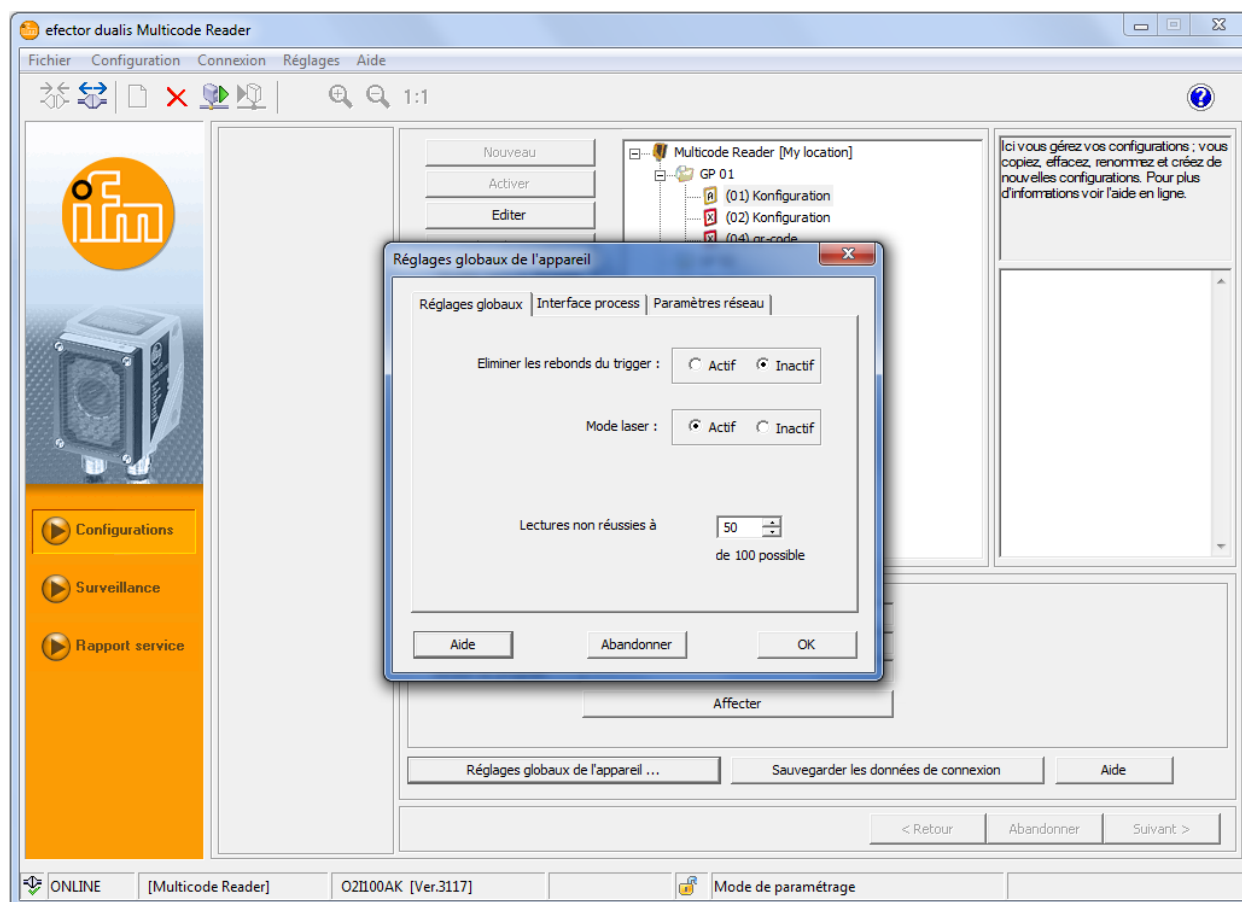 efector dualis Multicode Reader
Fichier Configuration Connexion Réglages Aide
1:1
ifm
Configurations
Surveillance
Rapport service
Nouveau
Activer
Editer
Multicode Reader [My location]
GP 01
(01) Konfiguration
(02) Konfiguration
(04) qr-code
Ici vous gérez vos configurations ; vous
copiez, effacez, renommez et créez de
nouvelles configurations. Pour plus
d'informations voir l'aide en ligne.
Réglages globaux de l'appareil
Réglages globaux Interface process Paramètres réseau
Eliminer les rebonds du trigger : Actif Inactif
Mode laser : Actif Inactif
Lectures non réussies à 50
de 100 possible
Aide Abandonner OK
Affecter
Réglages globaux de l'appareil ... Sauvegarder les données de connexion Aide
< Retour Abandonner Suivant >
ONLINE [Multicode Reader] O2I100AK [Ver.3117] Mode de paramétrage